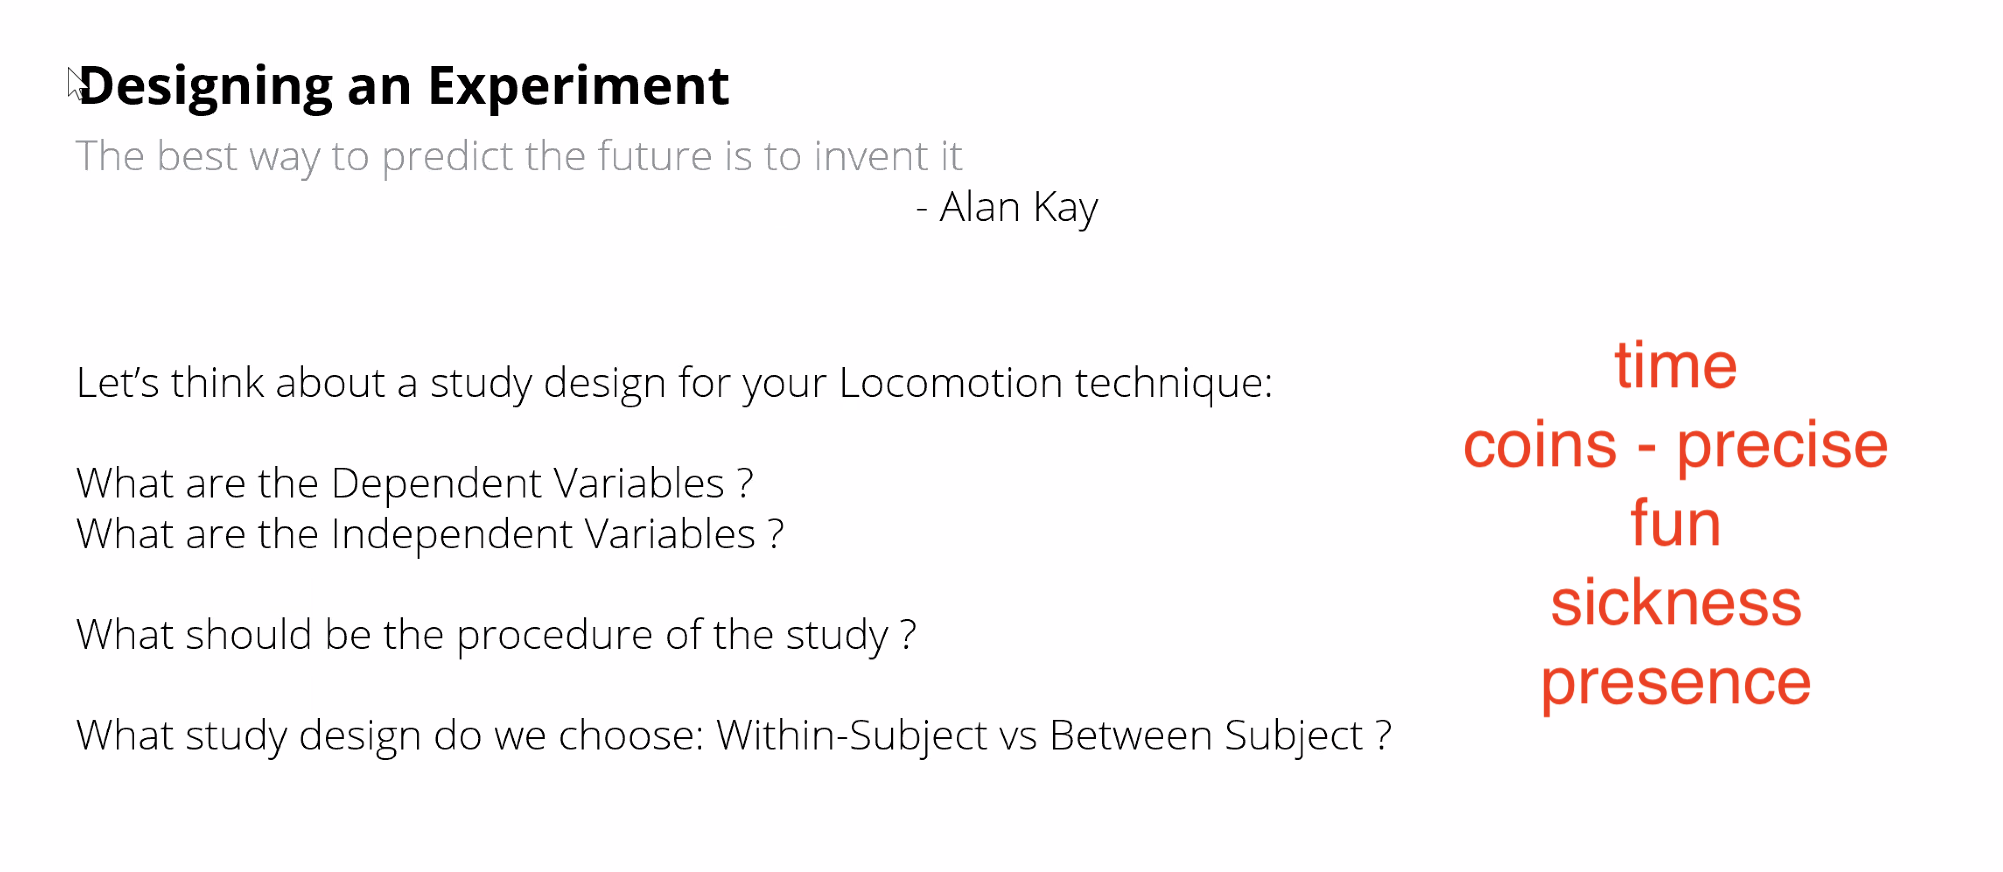 Designing an Experiment
The best way to predict the future is to invent it
- Alan Kay
Let’s think about a study design for your Locomotion technique:
What are the Dependent Variables ?
What are the Independent Variables ?
What should be the procedure of the study ?
What study design do we choose: Within-Subject vs Between Subject ?
time
coins - precise
fun
sickness
presence